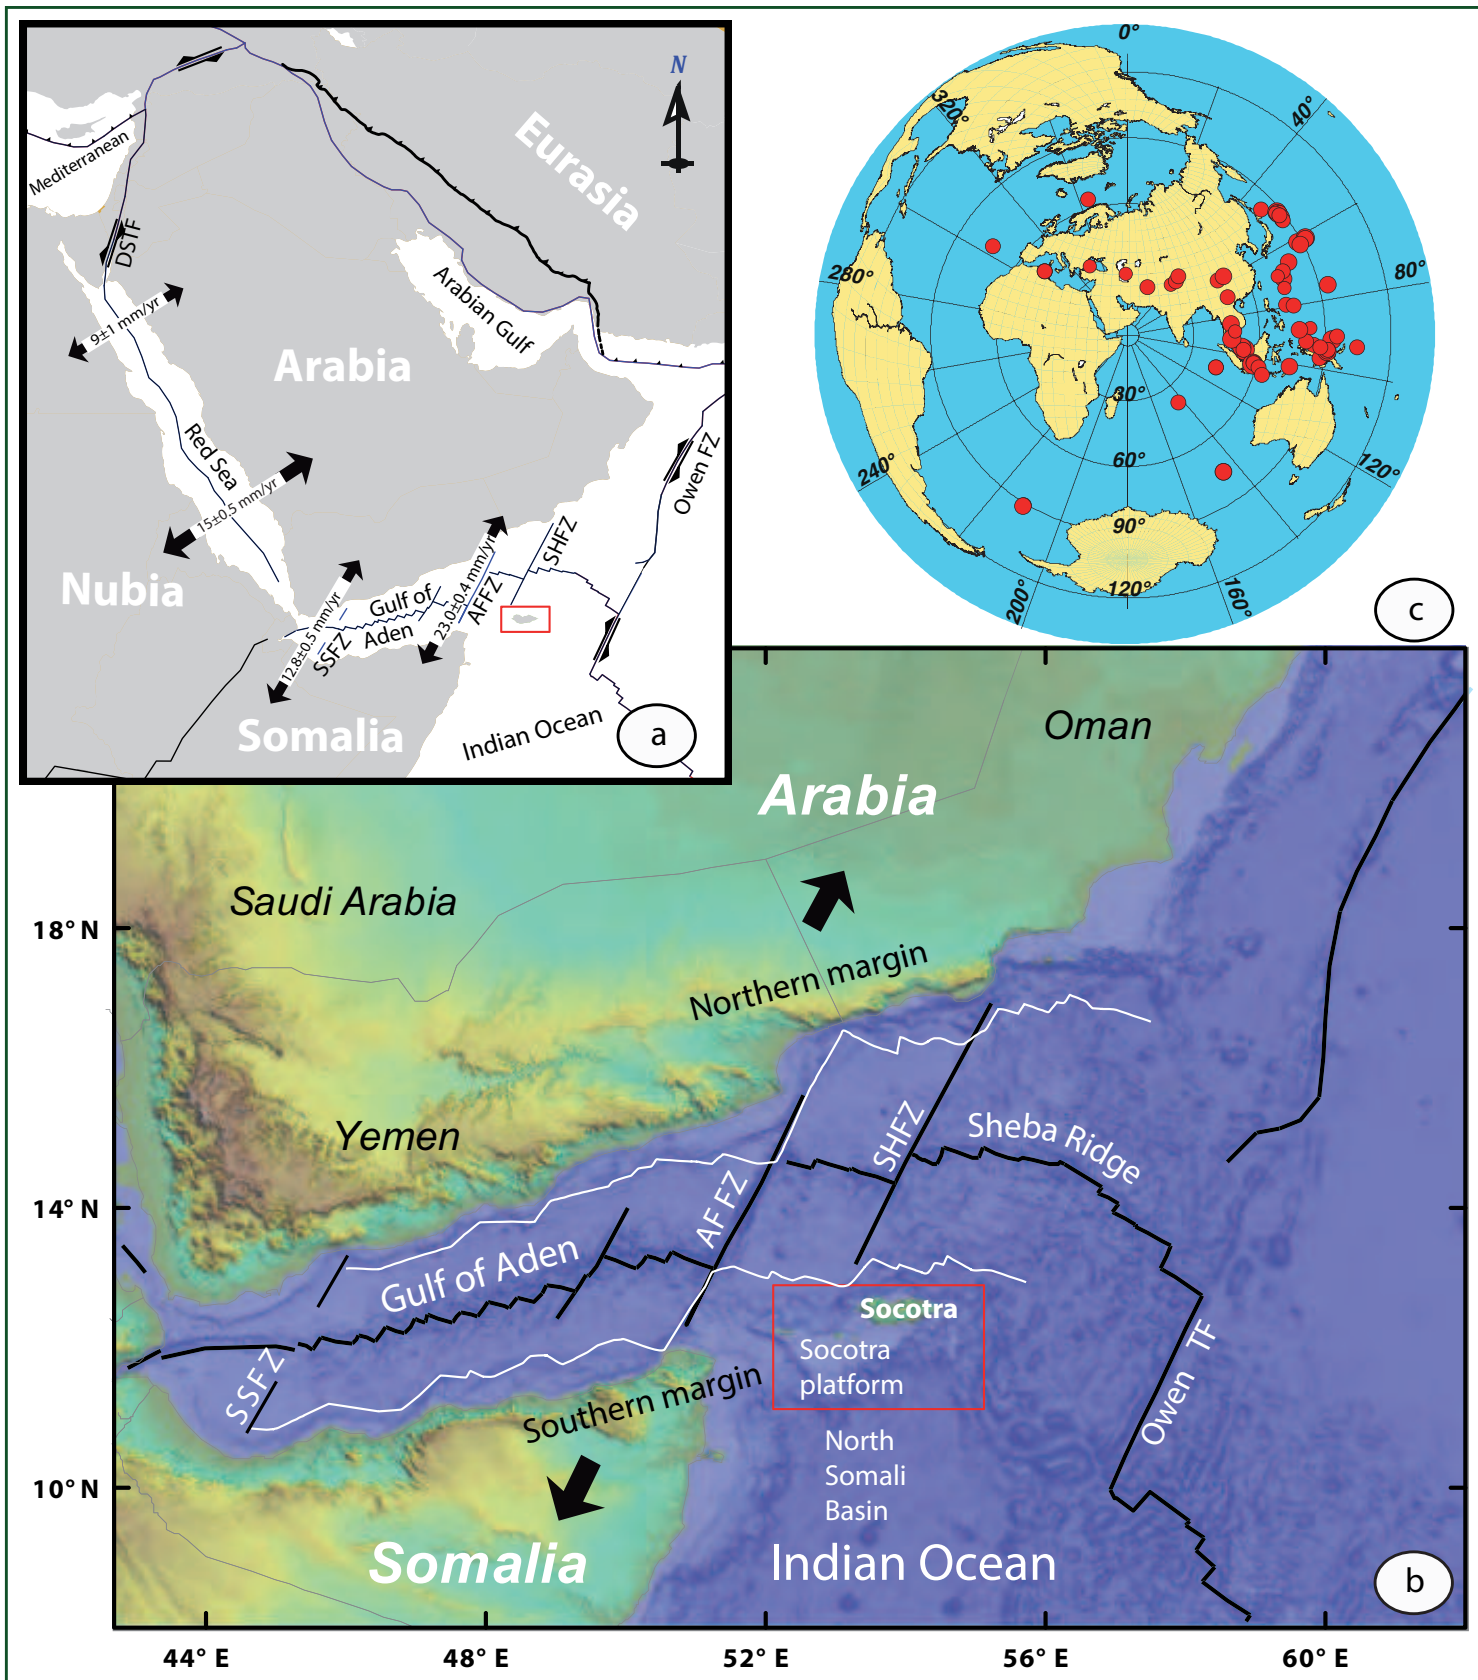 N
Mediterranean
Eurasia
DSTF
9±1 mm/yr
Arabian Gulf
Arabia
Red Sea
15±0.5 mm/yr
Owen FZ
Nubia
Gulf of
Aden
SSFZ
12.8±0.5 mm/yr
23.0±0.4 mm/yr
AFFZ
SHFZ
Somalia
Indian Ocean
a
0°
320°
40°
280°
80°
30°
60°
240°
120°
90°
120°
200°
160°
c
Oman
Arabia
Saudi Arabia
18° N
Northern margin
Yemen
Sheba Ridge
SHFZ
AFFZ
14° N
Gulf of Aden
Socotra
Socotra
platform
SSFZ
Southern margin
Owen TF
North
Somali
Basin
10° N
Somalia
Indian Ocean
b
44° E
48° E
52° E
56° E
60° E